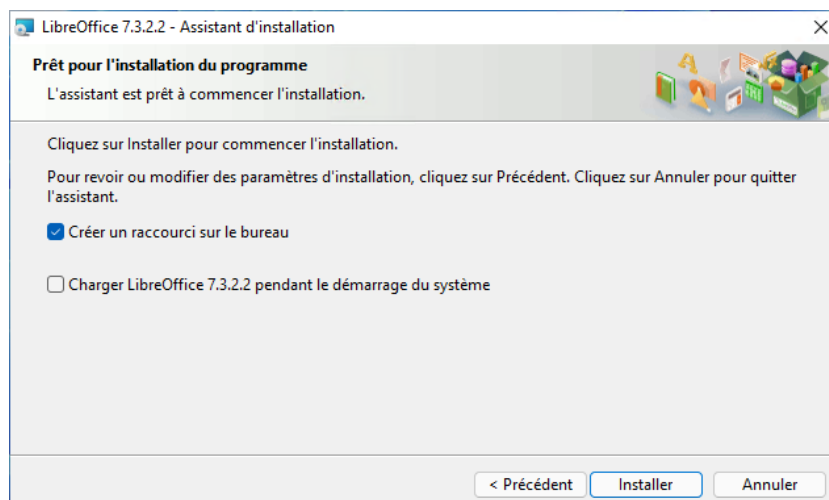 LibreOffice 7.3.2.2 - Assistant d'installation
Prêt pour l'installation du programme
L'assistant est prêt à commencer l'installation.
Cliquez sur Installer pour commencer l'installation.
Pour revoir ou modifier des paramètres d'installation, cliquez sur Précédent. Cliquez sur Annuler pour quitter
l'assistant.
Créer un raccourci sur le bureau
Charger LibreOffice 7.3.2.2 pendant le démarrage du système
< Précédent
Installer
Annuler